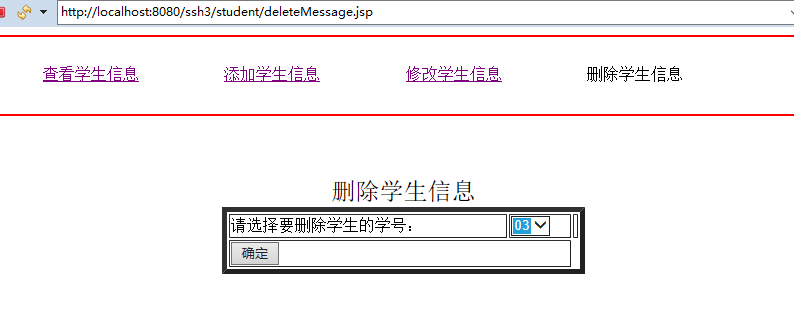 http://localhost:8080/ssh3/student/deleteMessage.jsp
查看学生信息 添加学生信息 修改学生信息 删除学生信息
删除学生信息
请选择要删除学生的学号： 03
确定